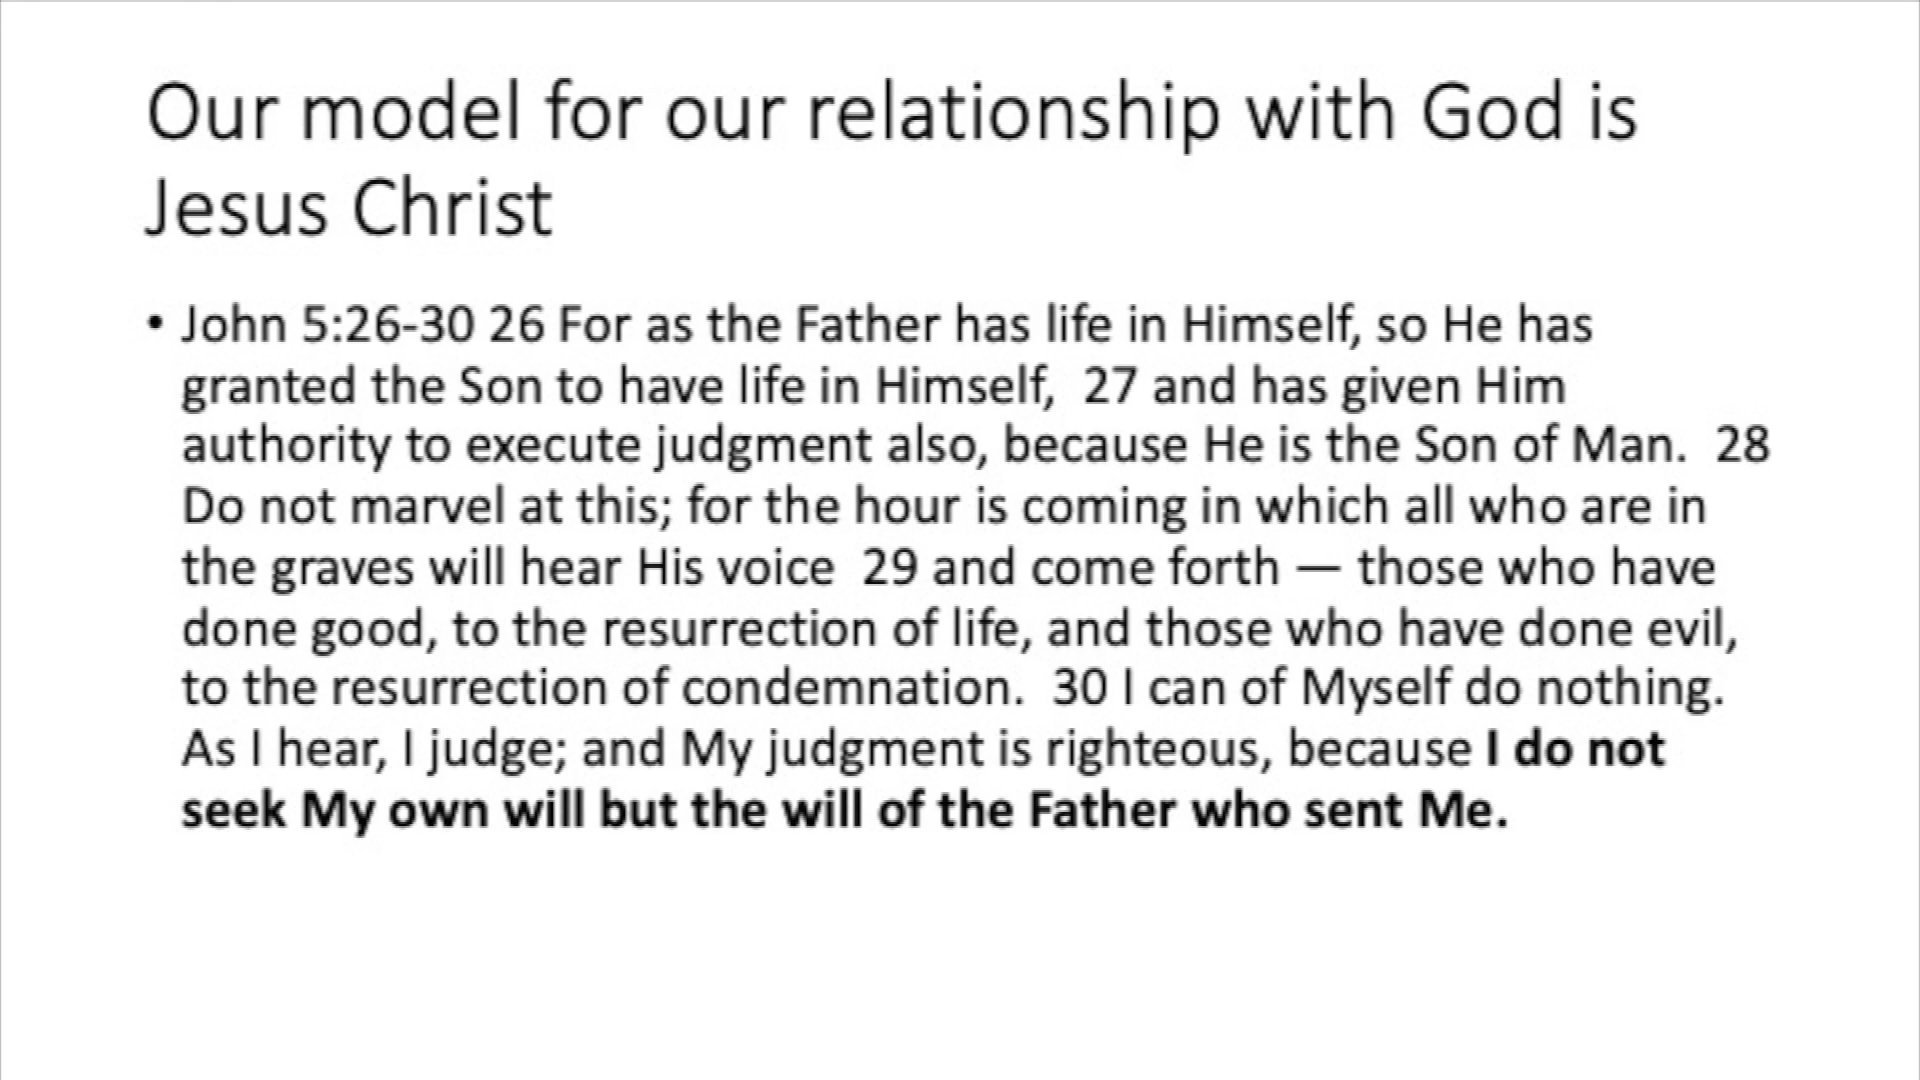 Our model for our relationship with God is
Jesus Christ
• John 5:26-30 26 For as the Father has life in Himself, so He has
granted the Son to have life in Himself,  27 and has given Him
authority to execute judgment also, because He is the Son of Man.  28
Do not marvel at this; for the hour is coming in which all who are in
the graves will hear His voice  29 and come forth — those who have
done good, to the resurrection of life, and those who have done evil,
to the resurrection of condemnation.  30 I can of Myself do nothing.
As I hear, I judge; and My judgment is righteous, because I do not
seek My own will but the will of the Father who sent Me.